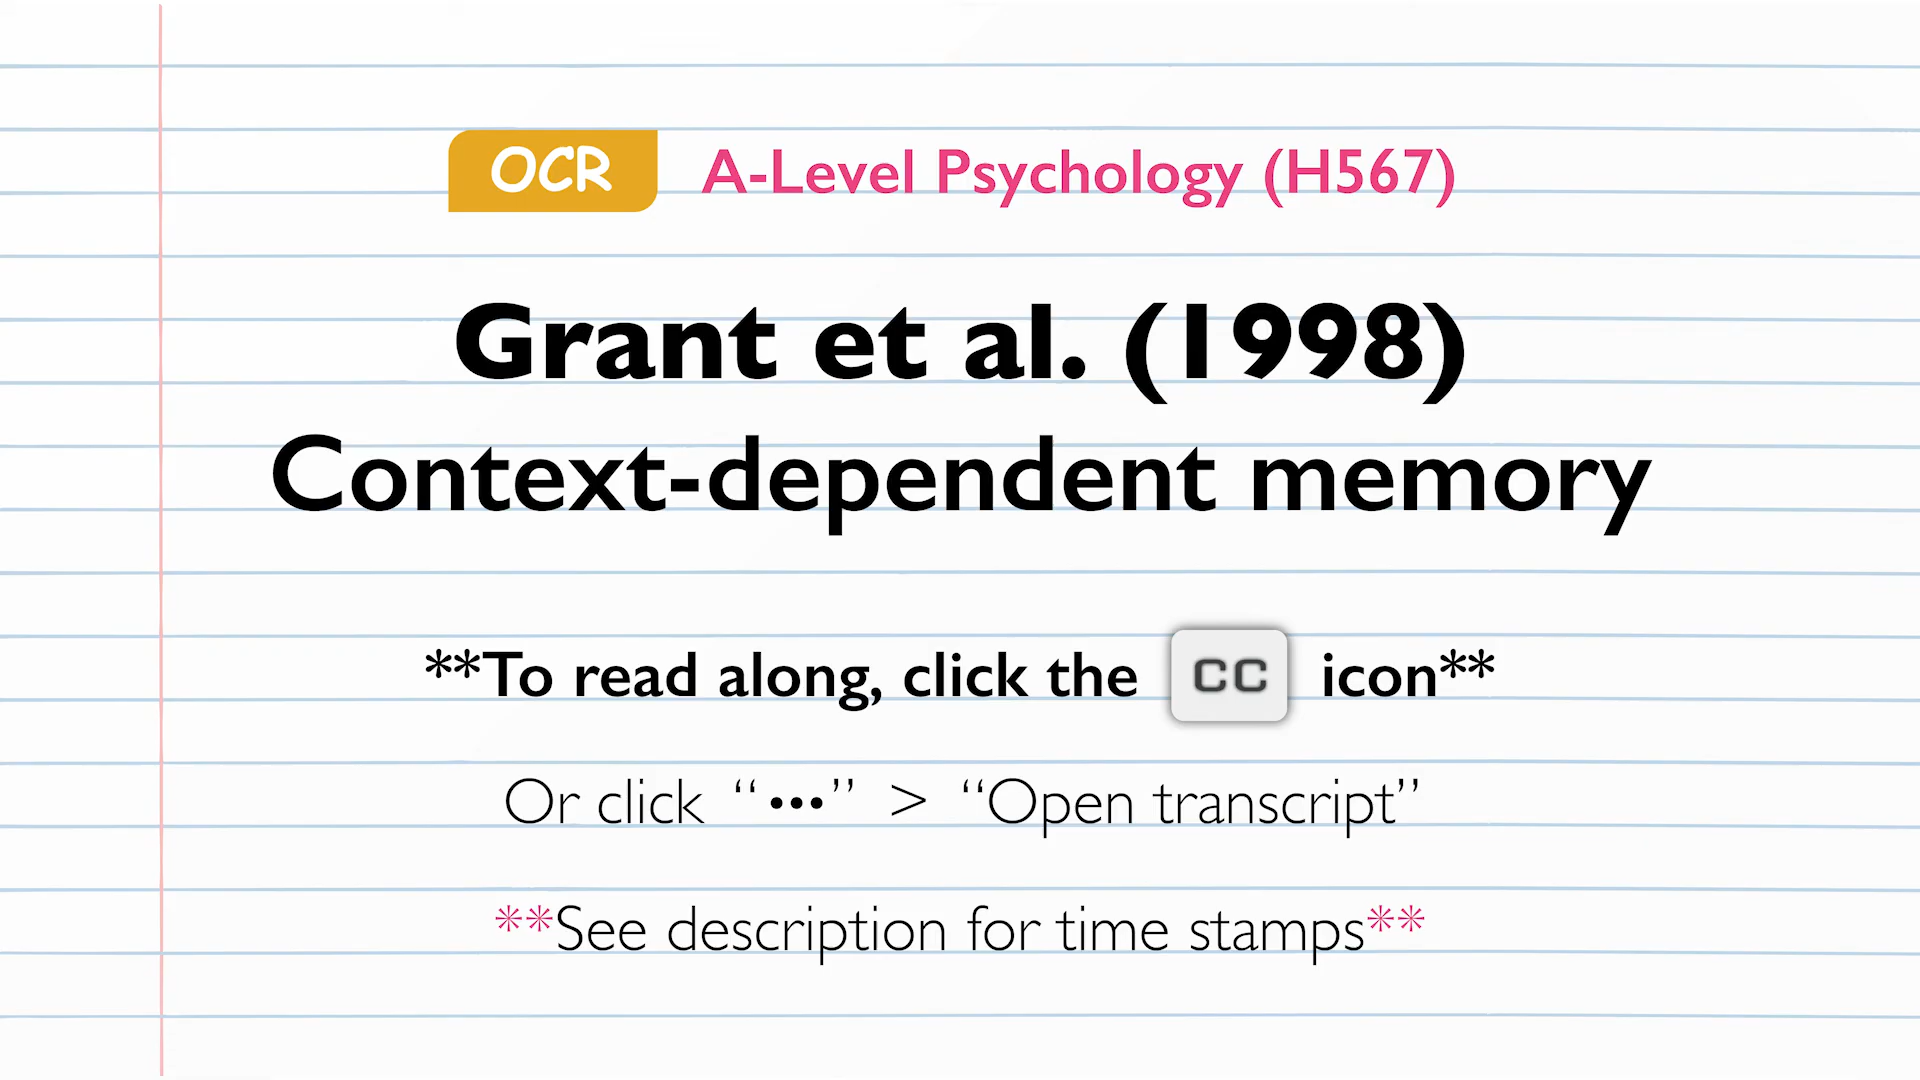 OCR A-Level Psychology (H567)
Grant et al. (1998)
Context-dependent memory
**To read along, click the CC icon**
Or click “•••” > “Open transcript”
**See description for time stamps**